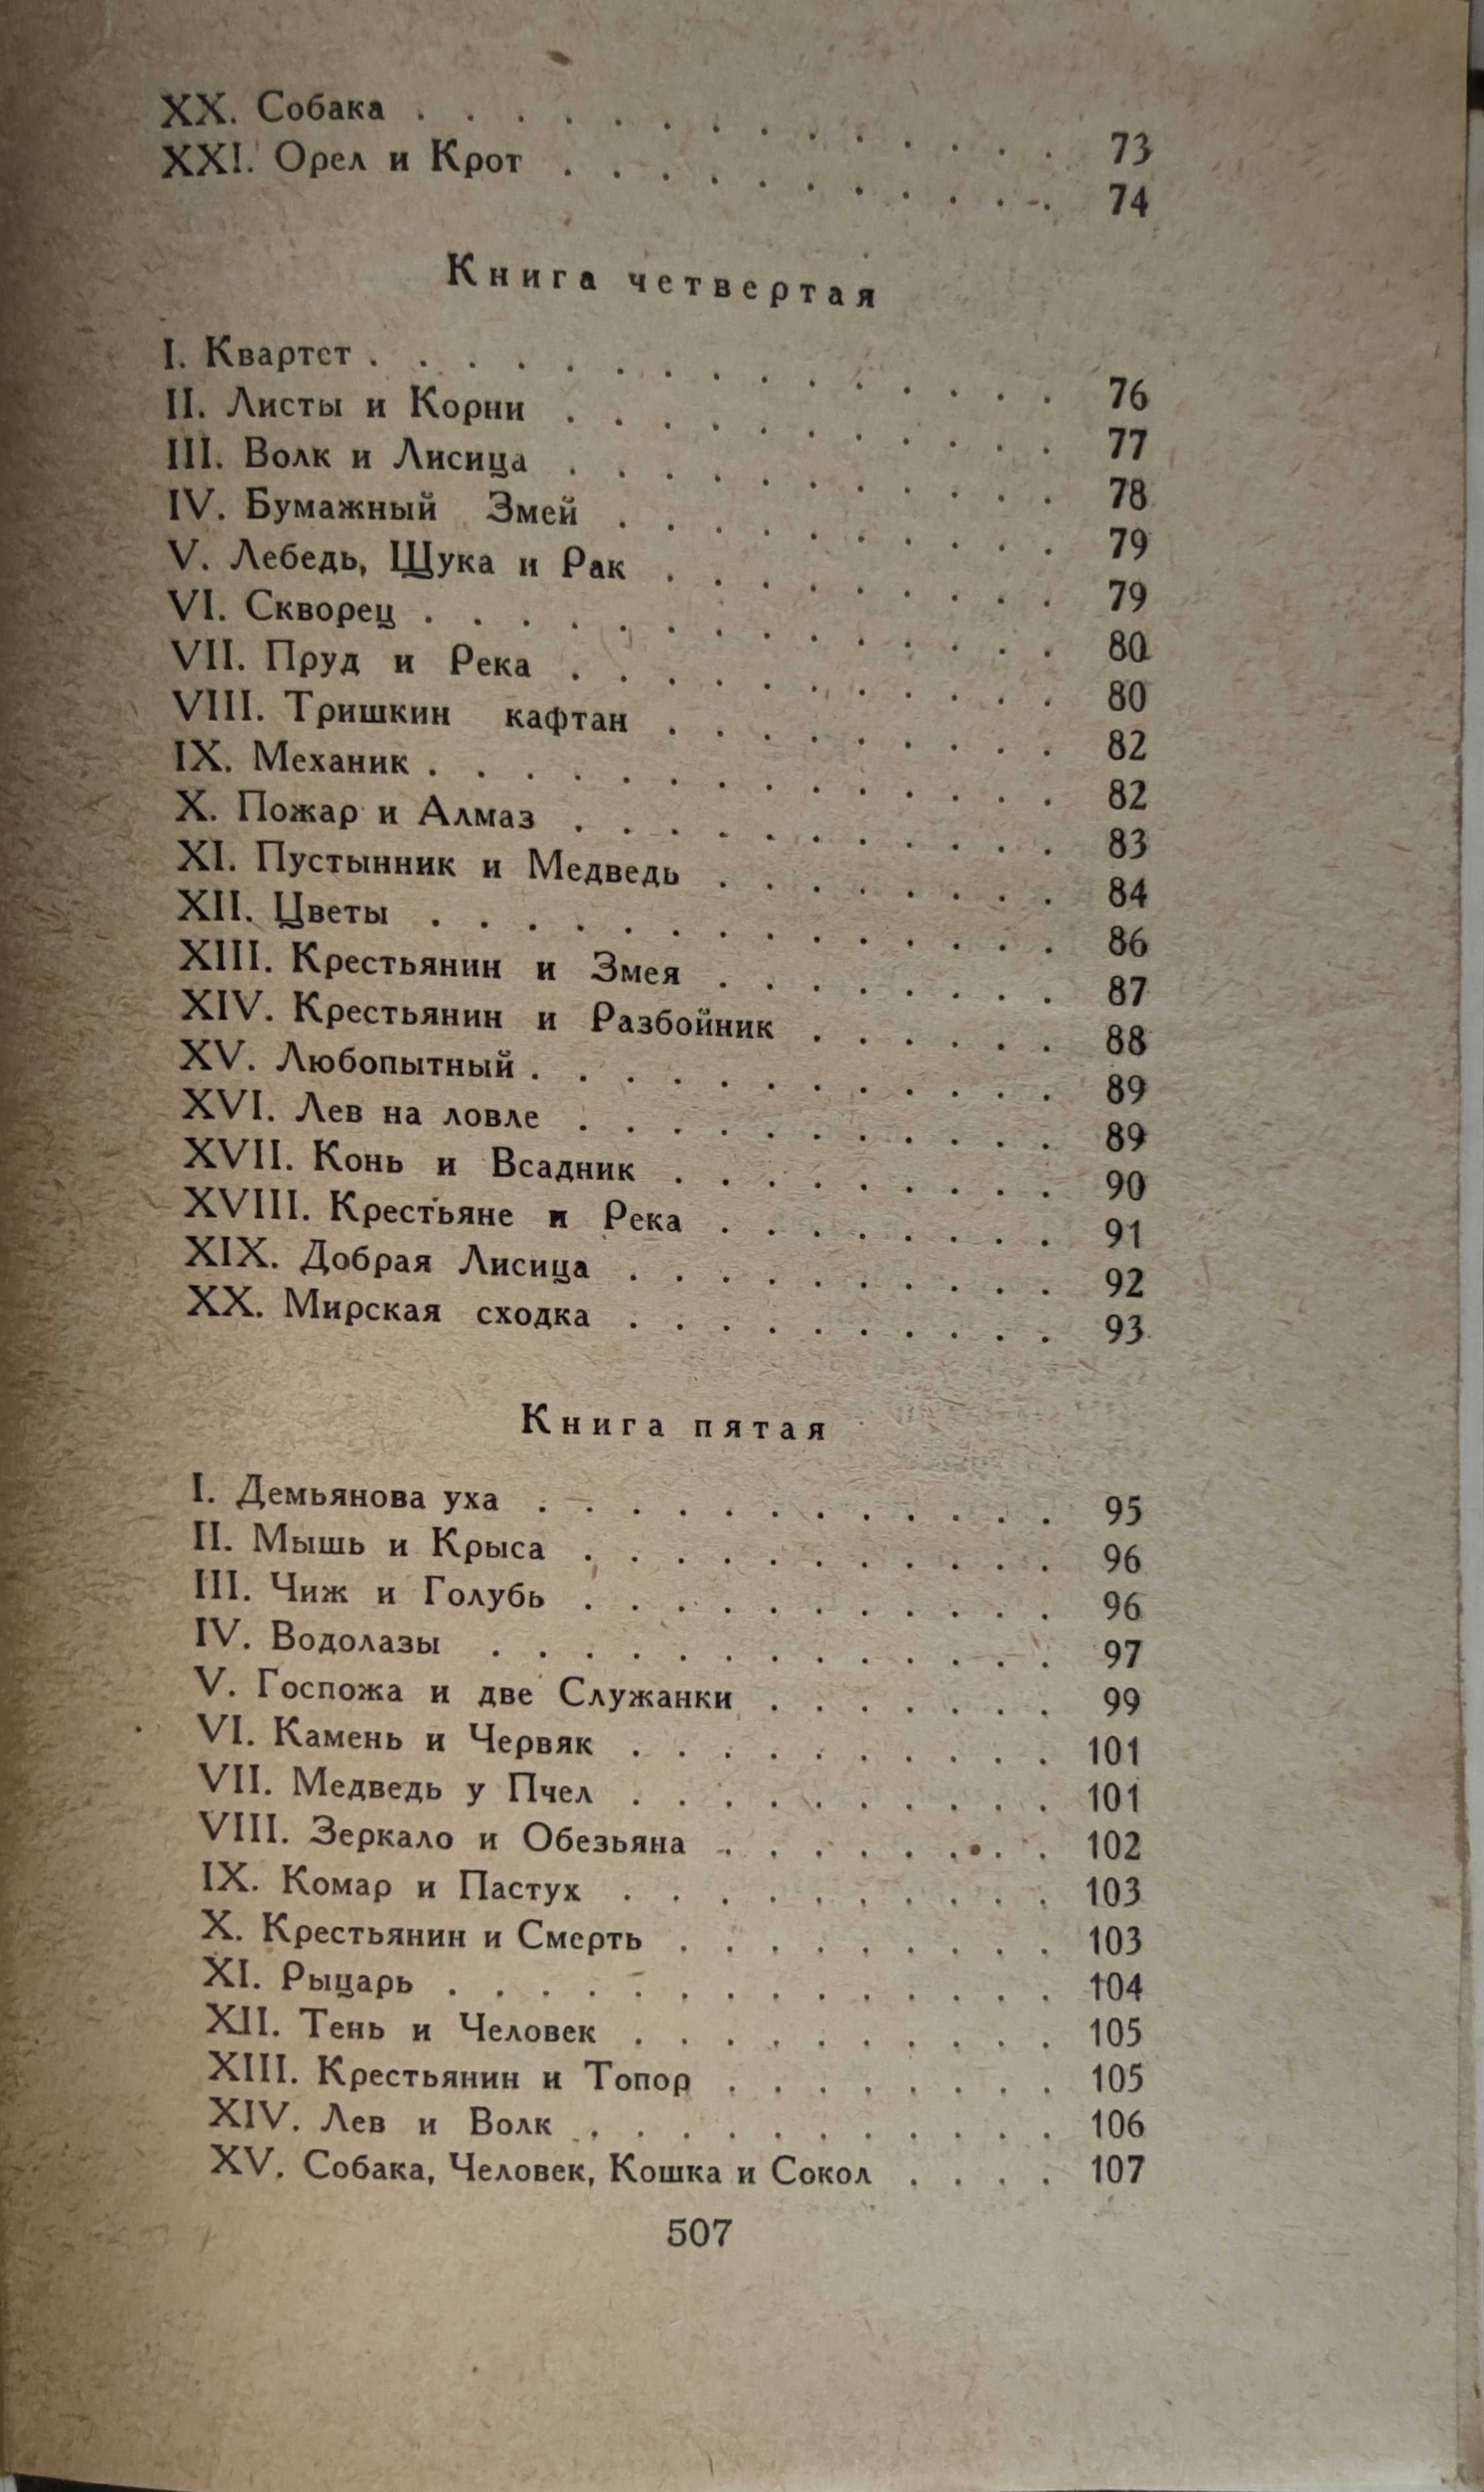 XX. Собака . . . . . . . . . . . . . . 73
XXI. Орел и Крот . . . . . . . . . . . 74
Книга четвертая
I. Квартет . . . . . . . . . . . . . . . 76
II. Листы и Корни . . . . . . . . . . . 77
III. Волк и Лисица . . . . . . . . . . . 78
IV. Бумажный Змей . . . . . . . . . . 79
V. Лебедь, Щука и Рак . . . . . . . . . 79
VI. Скворец . . . . . . . . . . . . . . 80
VII. Пруд и Река . . . . . . . . . . . 80
VIII. Тришкин кафтан . . . . . . . . . 82
IX. Механик . . . . . . . . . . . . . . 82
X. Пожар и Алмаз . . . . . . . . . . . 83
XI. Пустынник и Медведь . . . . . . . . 84
XII. Цветы . . . . . . . . . . . . . . 86
XIII. Крестьянин и Змея . . . . . . . . 87
XIV. Крестьянин и Разбойник . . . . . . 88
XV. Любопытный . . . . . . . . . . . . 89
XVI. Лев на ловле . . . . . . . . . . . 89
XVII. Конь и Всадник . . . . . . . . . 90
XVIII. Крестьяне и Река . . . . . . . . 91
XIX. Добрая Лисица . . . . . . . . . . 92
XX. Мирская сходка . . . . . . . . . . 93
Книга пятая
I. Демьянова уха . . . . . . . . . . . . 95
II. Мышь и Крыса . . . . . . . . . . . 96
III. Чиж и Голубь . . . . . . . . . . . 96
IV. Водолазы . . . . . . . . . . . . . 97
V. Госпожа и две Служанки . . . . . . . 99
VI. Камень и Червяк . . . . . . . . . . 101
VII. Медведь у Пчел . . . . . . . . . . 101
VIII. Зеркало и Обезьяна . . . . . . . . 102
IX. Комар и Пастух . . . . . . . . . . 103
X. Крестьянин и Смерть . . . . . . . . . 103
XI. Рыцарь . . . . . . . . . . . . . . 104
XII. Тень и Человек . . . . . . . . . . 105
XIII. Крестьянин и Топор . . . . . . . . 105
XIV. Лев и Волк . . . . . . . . . . . 106
XV. Собака, Человек, Кошка и Сокол . . . . 107
507